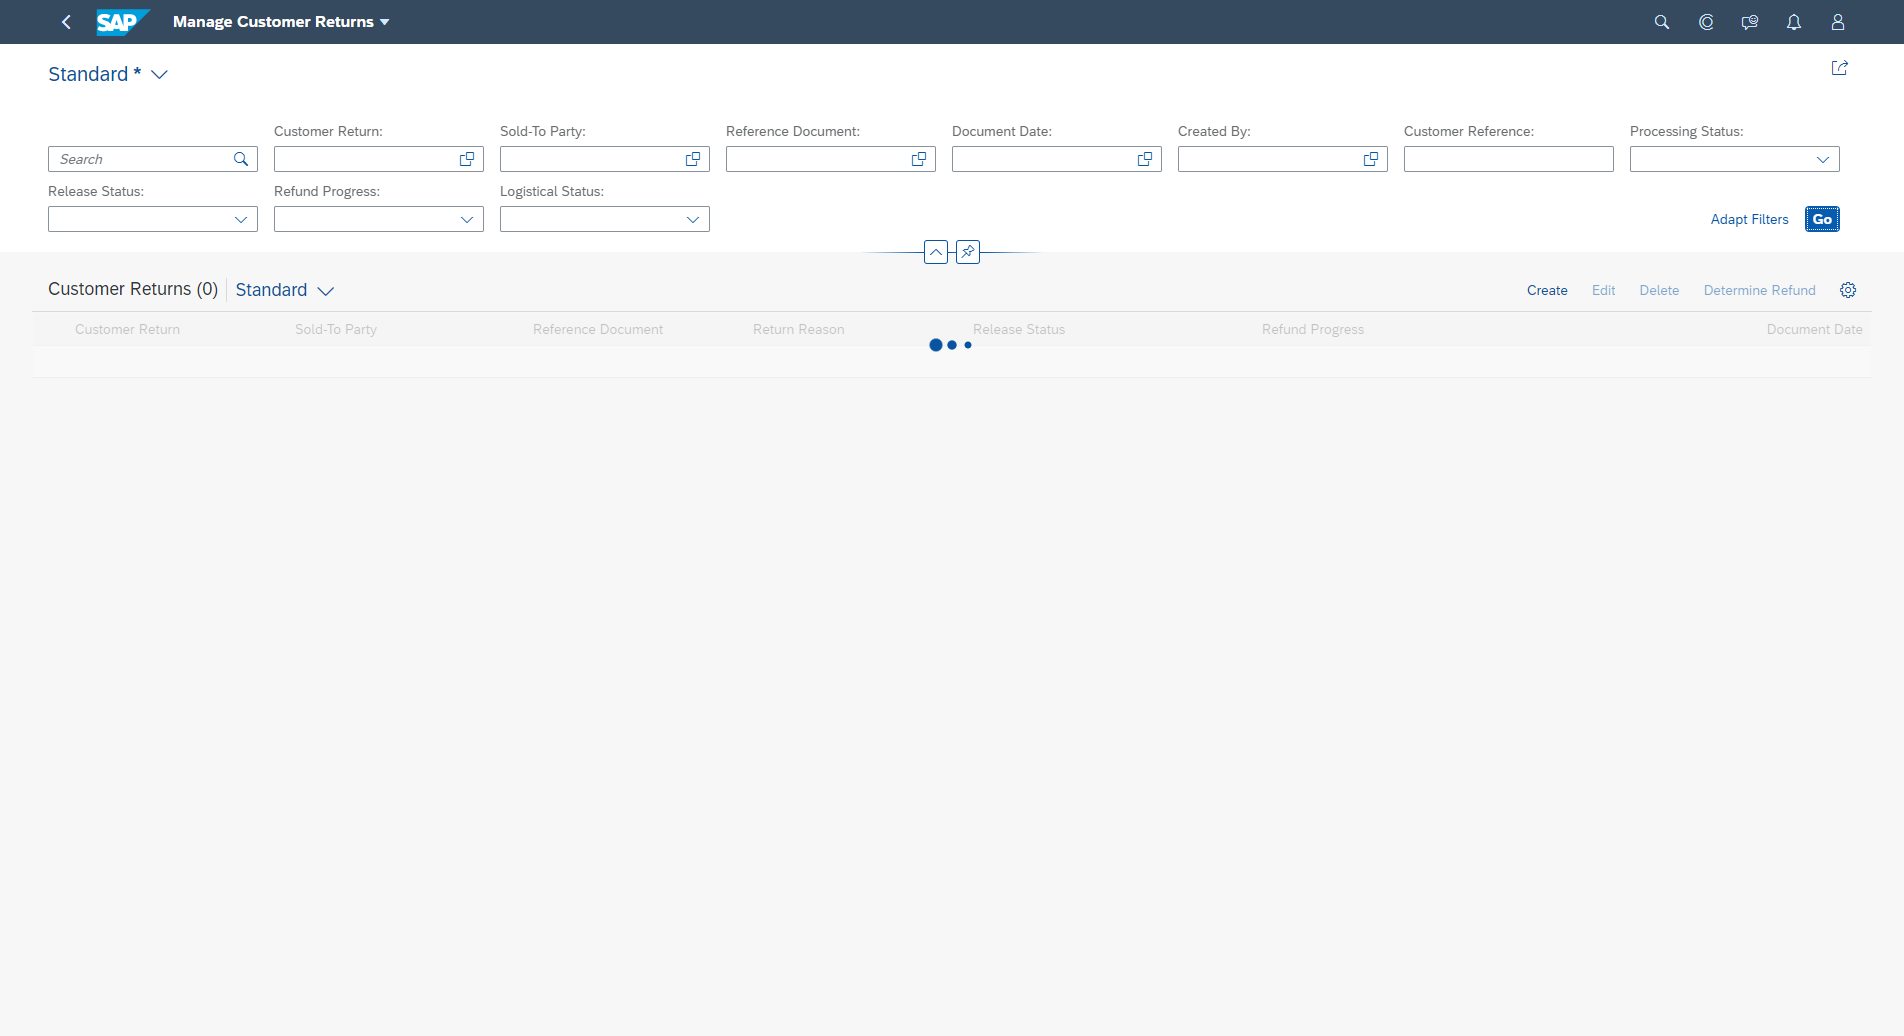 SAP Manage Customer Returns
Standard *
Customer Return: Sold-To Party: Reference Document: Document Date: Created By: Customer Reference: Processing Status:
Search
Release Status: Refund Progress: Logistical Status:
Adapt Filters Go
Customer Returns (0) Standard Create Edit Delete Determine Refund
Customer Return Sold-To Party Reference Document Return Reason Release Status Refund Progress Document Date